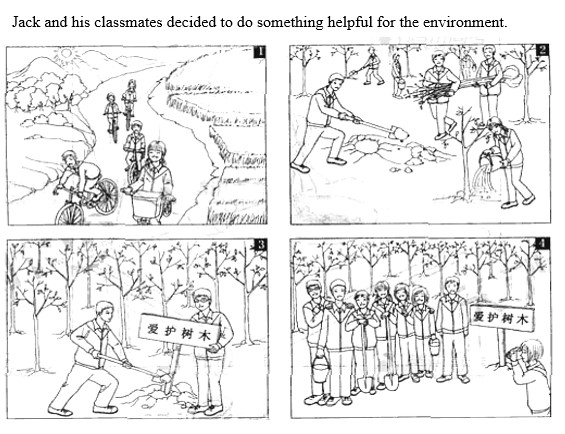 Jack and his classmates decided to do something helpful for the environment.
1
2
3
爱护树木
4
爱护树木